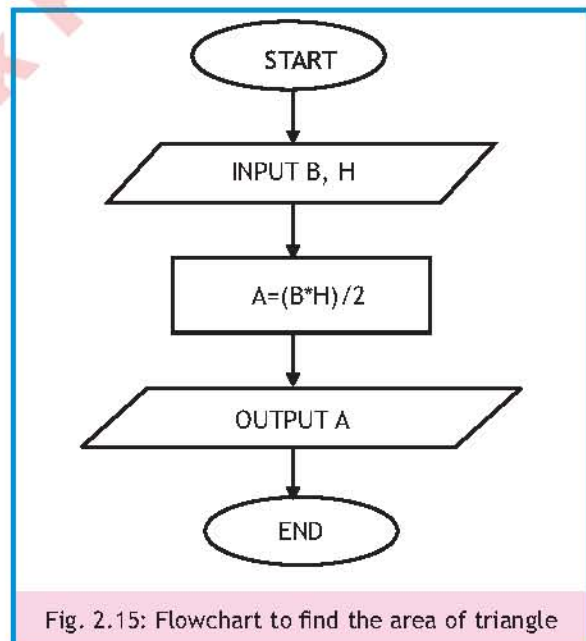 START
INPUT B, H
A=(B*H)/2
OUTPUT A
END
Fig. 2.15: Flowchart to find the area of triangle